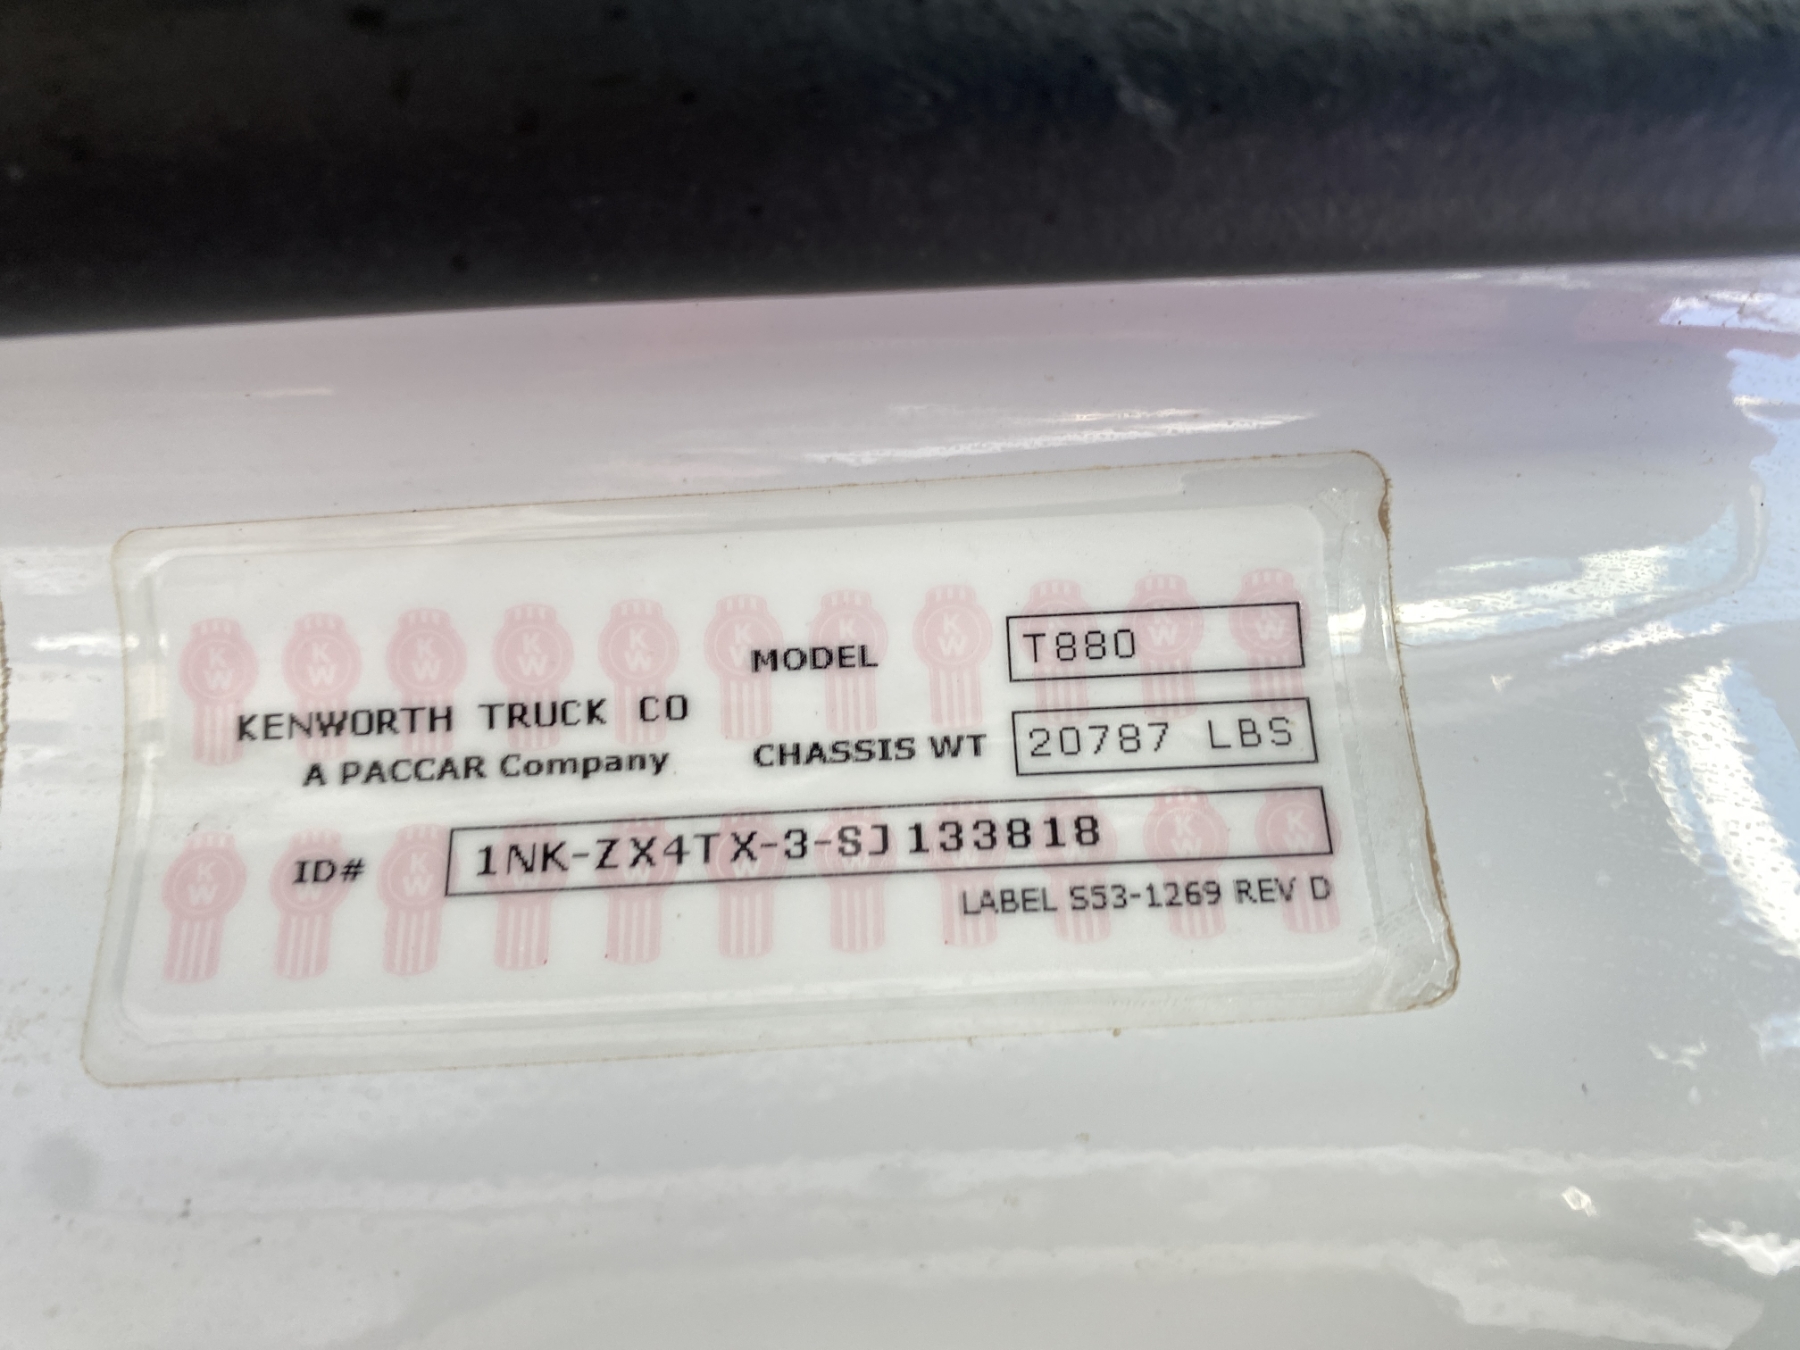 MODEL T880
KENWORTH TRUCK CO
A PACCAR Company
CHASSIS WT 20787 LBS
ID# 1NK-ZX4TX-3-SJ133818
LABEL S53-1269 REV D